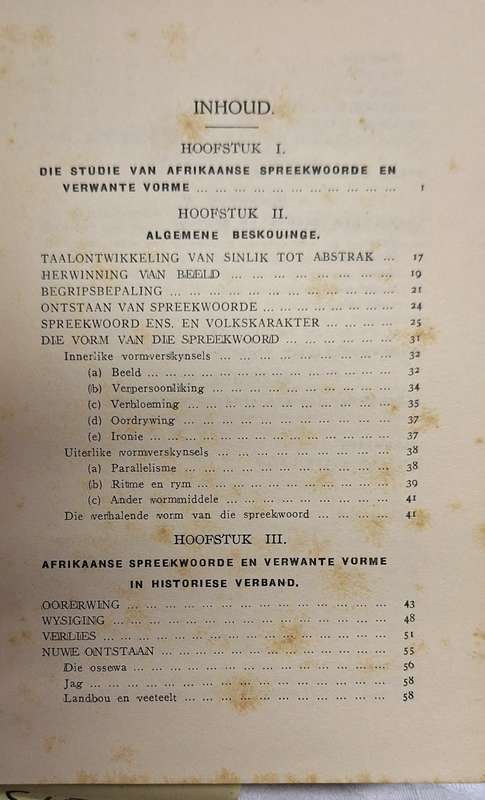 INHOUD.
HOOFSTUK I.
DIE STUDIE VAN AFRIKAANSE SPREEKWOORDE EN
VERWANTE VORME ... ... ... ... ... ... ... ... ... ... ... 1
HOOFSTUK II.
ALGEMENE BESKOUINGE.
TAALONTWIKKELING VAN SINLIK TOT ABSTRAK ... 17
HERWINNING VAN BEELD ... ... ... ... ... ... ... ... ... 19
BEGRIPSBEPALING ... ... ... ... ... ... ... ... ... ... ... ... 21
ONTSTAAN VAN SPREEKWOORDE ... ... ... ... ... ... ... 24
SPREEKWOORD ENS. EN VOLKSKARAKTER ... ... ... ... 25
DIE VORM VAN DIE SPREEKWOORD ... ... ... ... ... ... 31
Innerlike vormverskynsels ... ... ... ... ... ... ... ... ... ... 32
(a) Beeld ... ... ... ... ... ... ... ... ... ... ... ... ... 32
(b) Verpersoonliking ... ... ... ... ... ... ... ... ... ... 34
(c) Verbloeming ... ... ... ... ... ... ... ... ... ... ... 35
(d) Oordrywing ... ... ... ... ... ... ... ... ... ... ... 37
(e) Ironie ... ... ... ... ... ... ... ... ... ... ... ... ... 37
Uiterlike vormverskynsels ... ... ... ... ... ... ... ... ... ... 38
(a) Parallelisme ... ... ... ... ... ... ... ... ... ... ... 38
(b) Ritme en rym ... ... ... ... ... ... ... ... ... ... ... 39
(c) Ander vormmiddele ... ... ... ... ... ... ... ... ... 41
Die verhalende vorm van die spreekwoord ... ... ... ... 41
HOOFSTUK III.
AFRIKAANSE SPREEKWOORDE EN VERWANTE VORME
IN HISTORIESE VERBAND.
OORERWING ... ... ... ... ... ... ... ... ... ... ... ... ... ... 43
WYSIGING ... ... ... ... ... ... ... ... ... ... ... ... ... ... ... 48
VERLIES ... ... ... ... ... ... ... ... ... ... ... ... ... ... ... 51
NUWE ONTSTAAN ... ... ... ... ... ... ... ... ... ... ... ... 55
Die ossewa ... ... ... ... ... ... ... ... ... ... ... ... ... ... 56
Jag ... ... ... ... ... ... ... ... ... ... ... ... ... ... ... ... 58
Landbou en veeteelt ... ... ... ... ... ... ... ... ... ... ... 58